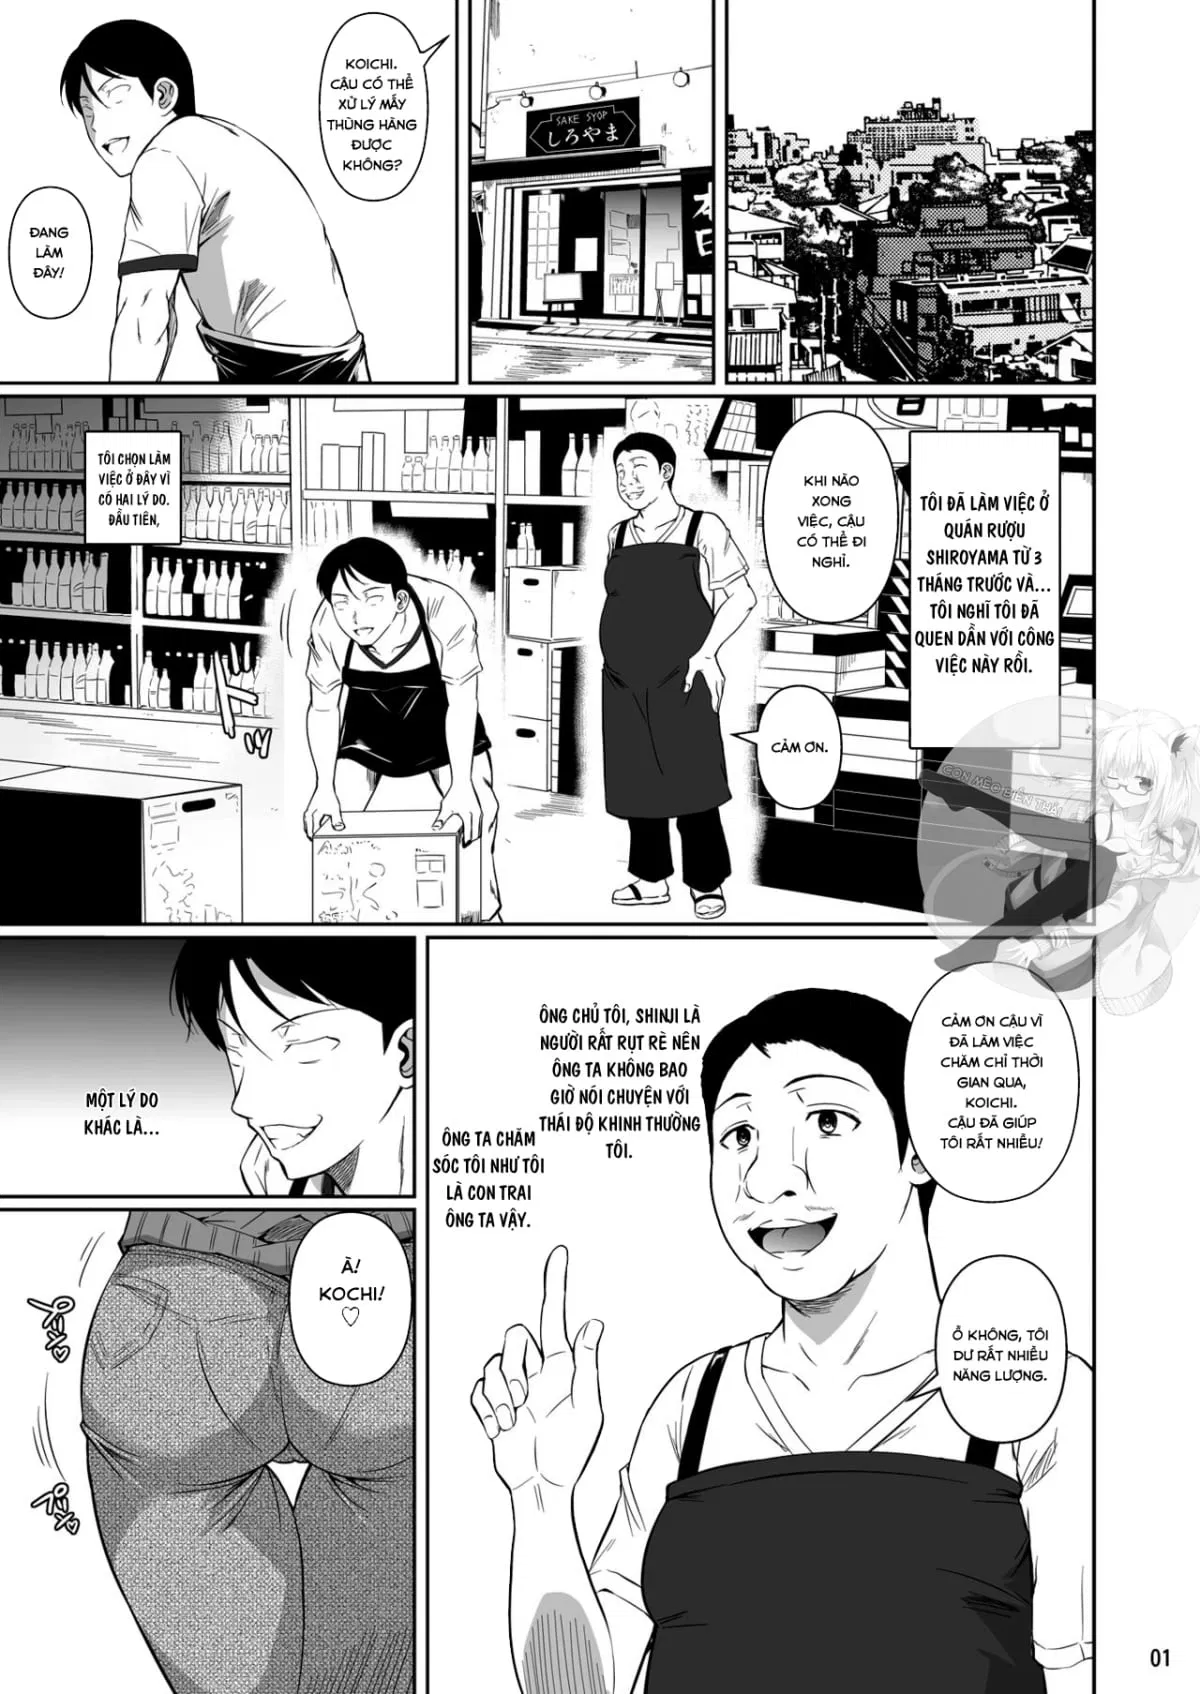 SAKE SYOP
しろやま
本日
KOICHI.
CẬU CÓ THỂ
XỬ LÝ MẤY
THÙNG HÀNG
ĐƯỢC
KHÔNG?
ĐANG
LÀM
ĐÂY!
TÔI ĐÃ LÀM VIỆC Ở
QUÁN RƯỢU
SHIROYAMA TỪ 3
THÁNG TRƯỚC VÀ...
TÔI NGHĨ TÔI ĐÃ
QUEN DẦN VỚI CÔNG
VIỆC NÀY RỒI.
KHI NÃO
XONG
VIỆC, CẬU
CÓ THỂ ĐI
NGHỈ.
CẢM ƠN.
TÔI CHỌN LÀM
VIỆC Ở ĐÂY VÌ
CÓ HAI LÝ DO.
ĐẦU TIÊN,
ドッ
CON MÈO BIẾN THÁI
CẢM ƠN CẬU VÌ
ĐÃ LÀM VIỆC
CHĂM CHỈ THỜI
GIAN QUA,
KOICHI.
CẬU ĐÃ GIÚP
TÔI RẤT NHIỀU!
ÔNG CHỦ TÔI, SHINJI LÀ
NGƯỜI RẤT RỤT RÈ NÊN
ÔNG TA KHÔNG BAO
GIỜ NÓI CHUYỆN VỚI
THÁI ĐỘ KHINH THƯỜNG
TÔI.
ÔNG TA CHĂM
SÓC TÔI NHƯ TÔI
LÀ CON TRAI
ÔNG TA VẬY.
Ồ KHÔNG, TÔI
DƯ RẤT NHIỀU
NĂNG LƯỢNG.
MỘT LÝ DO
KHÁC LÀ...
À!
KOCHI!
♡
01